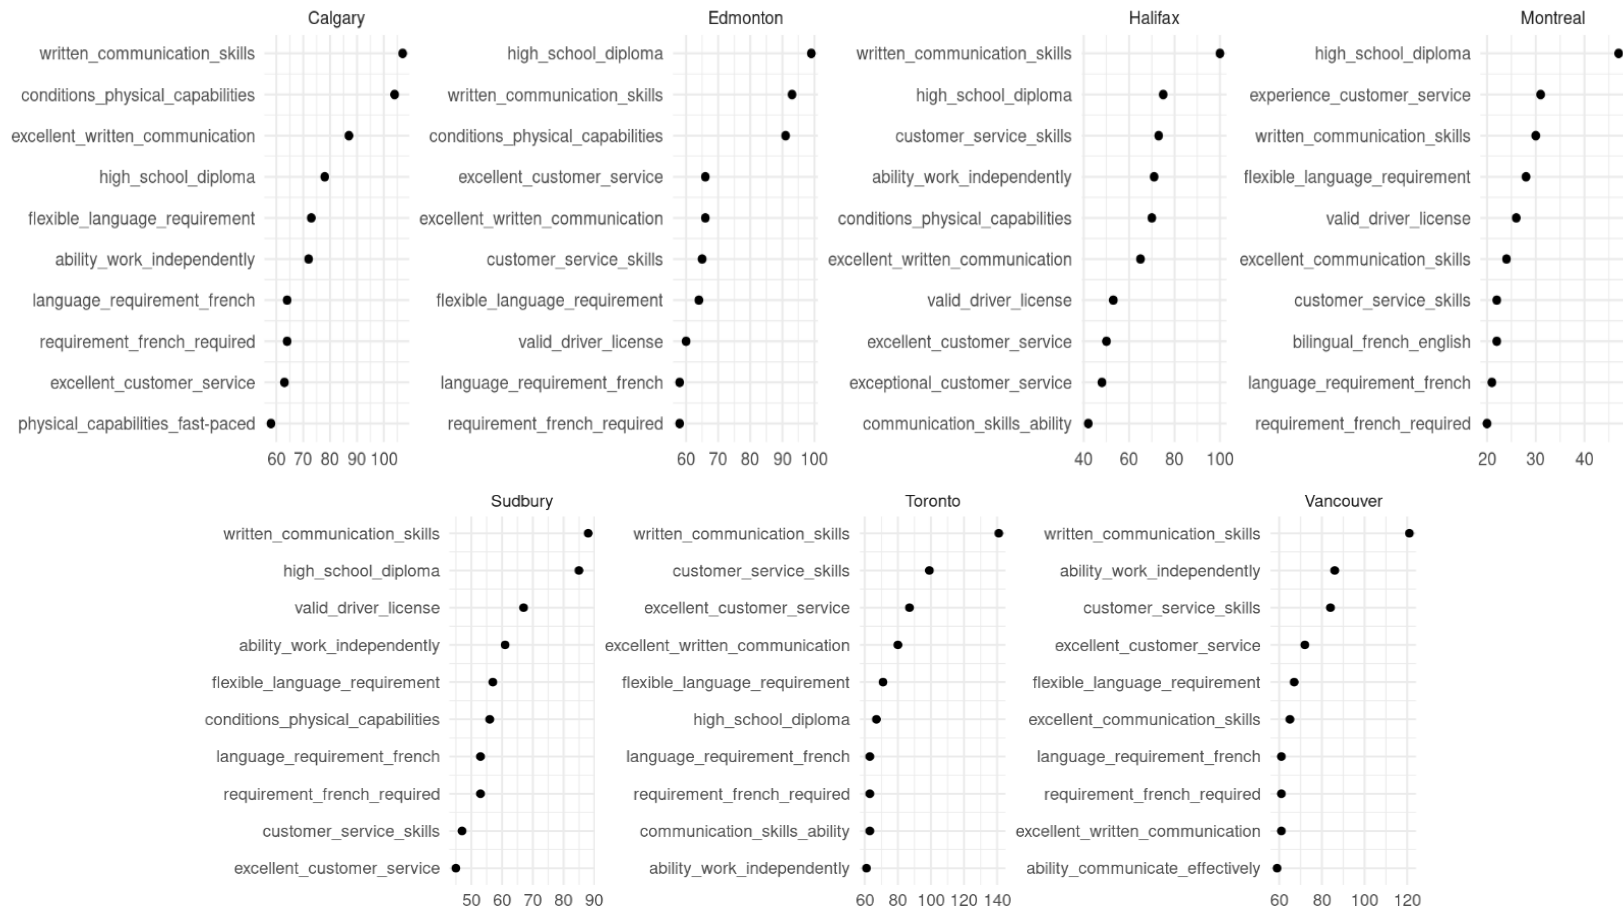 Calgary
written_communication_skills
conditions_physical_capabilities
excellent_written_communication
high_school_diploma
flexible_language_requirement
ability_work_independently
language_requirement_french
requirement_french_required
excellent_customer_service
physical_capabilities_fast-paced
60 70 80 90 100
Edmonton
high_school_diploma
written_communication_skills
conditions_physical_capabilities
excellent_customer_service
excellent_written_communication
customer_service_skills
flexible_language_requirement
valid_driver_license
language_requirement_french
requirement_french_required
60 70 80 90 100
Halifax
written_communication_skills
high_school_diploma
customer_service_skills
ability_work_independently
conditions_physical_capabilities
excellent_written_communication
valid_driver_license
excellent_customer_service
exceptional_customer_service
communication_skills_ability
40 60 80 100
Montreal
high_school_diploma
experience_customer_service
written_communication_skills
flexible_language_requirement
valid_driver_license
excellent_communication_skills
customer_service_skills
bilingual_french_english
language_requirement_french
requirement_french_required
20 30 40
Sudbury
written_communication_skills
high_school_diploma
valid_driver_license
ability_work_independently
flexible_language_requirement
conditions_physical_capabilities
language_requirement_french
requirement_french_required
customer_service_skills
excellent_customer_service
50 60 70 80 90
Toronto
written_communication_skills
customer_service_skills
excellent_customer_service
excellent_written_communication
flexible_language_requirement
high_school_diploma
language_requirement_french
requirement_french_required
communication_skills_ability
ability_work_independently
60 80 100 120 140
Vancouver
written_communication_skills
ability_work_independently
customer_service_skills
excellent_customer_service
flexible_language_requirement
excellent_communication_skills
language_requirement_french
requirement_french_required
excellent_written_communication
ability_communicate_effectively
60 80 100 120